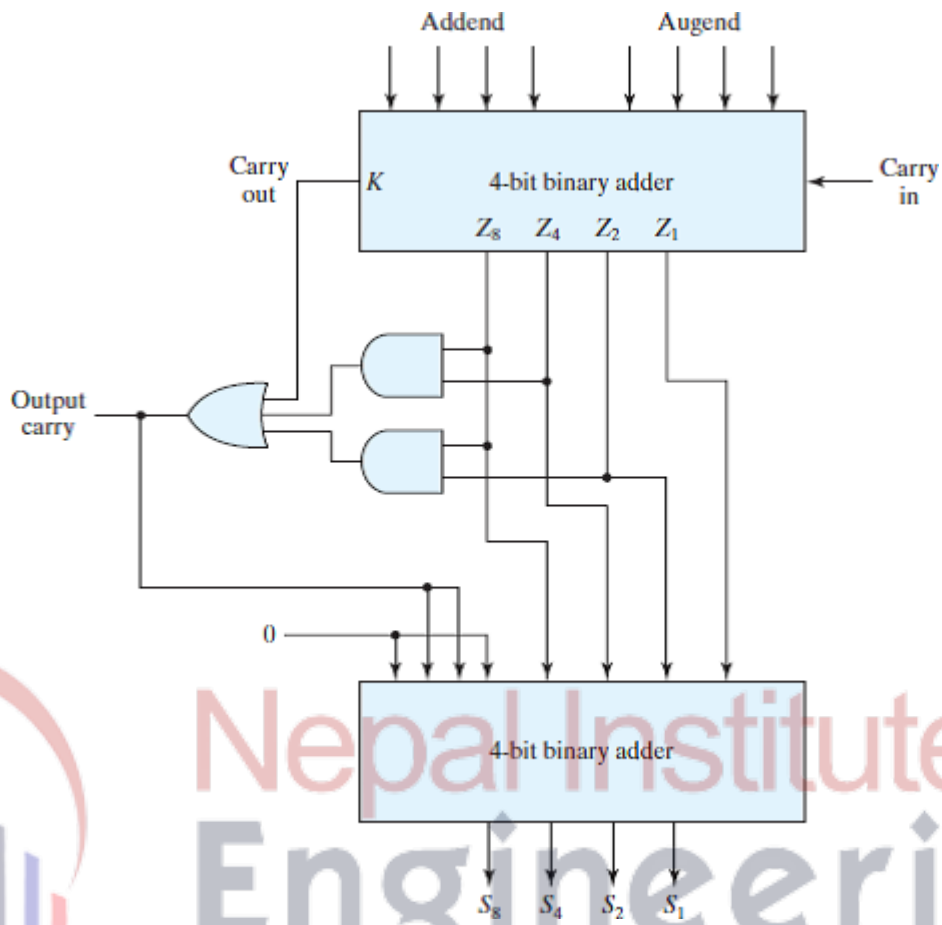 Addend Augend
Carry out
K 4-bit binary adder
Carry in
Z₈ Z₄ Z₂ Z₁
Output carry
0
4-bit binary adder
Nepal Institute
Engineeri
S₈ S₄ S₂ S₁